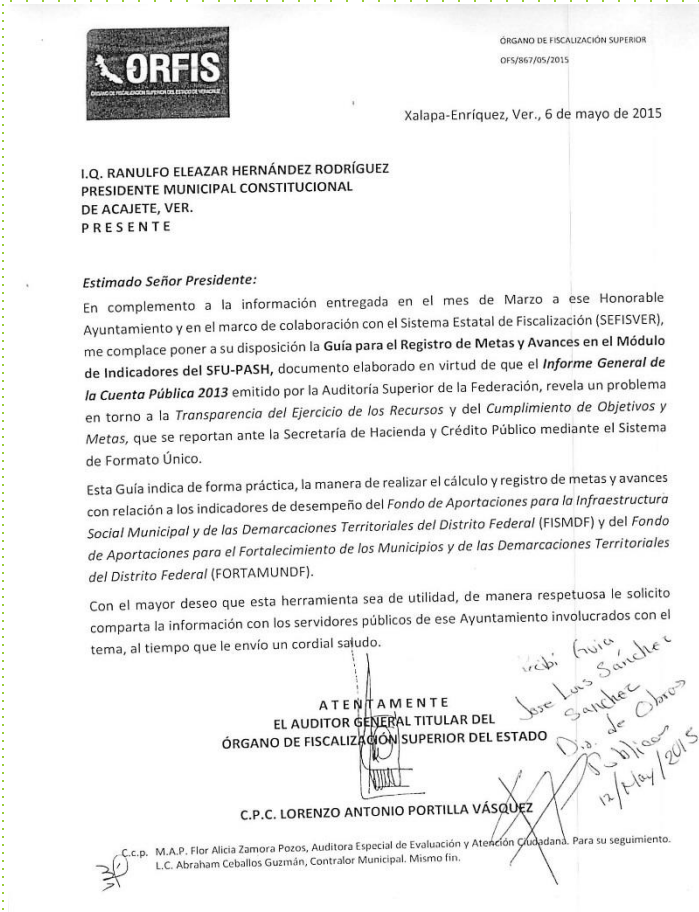 ORFIS
ÓRGANO DE FISCALIZACIÓN SUPERIOR DEL ESTADO DE VERACRUZ
ÓRGANO DE FISCALIZACIÓN SUPERIOR
OFS/867/05/2015
Xalapa-Enríquez, Ver., 6 de mayo de 2015
I.Q. RANULFO ELEAZAR HERNÁNDEZ RODRÍGUEZ
PRESIDENTE MUNICIPAL CONSTITUCIONAL
DE ACAJETE, VER.
P R E S E N T E
Estimado Señor Presidente:
En complemento a la información entregada en el mes de Marzo a ese Honorable
Ayuntamiento y en el marco de colaboración con el Sistema Estatal de Fiscalización (SEFISVER),
me complace poner a su disposición la Guía para el Registro de Metas y Avances en el Módulo
de Indicadores del SFU-PASH, documento elaborado en virtud de que el Informe General de
la Cuenta Pública 2013 emitido por la Auditoría Superior de la Federación, revela un problema
en torno a la Transparencia del Ejercicio de los Recursos y del Cumplimiento de Objetivos y
Metas, que se reportan ante la Secretaría de Hacienda y Crédito Público mediante el Sistema
de Formato Único.
Esta Guía indica de forma práctica, la manera de realizar el cálculo y registro de metas y avances
con relación a los indicadores de desempeño del Fondo de Aportaciones para la Infraestructura
Social Municipal y de las Demarcaciones Territoriales del Distrito Federal (FISMDF) y del Fondo
de Aportaciones para el Fortalecimiento de los Municipios y de las Demarcaciones Territoriales
del Distrito Federal (FORTAMUNDF).
Con el mayor deseo que esta herramienta sea de utilidad, de manera respetuosa le solicito
comparta la información con los servidores públicos de ese Ayuntamiento involucrados con el
tema, al tiempo que le envío un cordial saludo.
recibi Guia
Jose Luis Sánchez
Sanchez
Dir. de Obras
Publicas
12/May/2015
A T E N T A M E N T E
EL AUDITOR GENERAL TITULAR DEL
ÓRGANO DE FISCALIZACIÓN SUPERIOR DEL ESTADO
C.P.C. LORENZO ANTONIO PORTILLA VÁSQUEZ
C.c.p. M.A.P. Flor Alicia Zamora Pozos, Auditora Especial de Evaluación y Atención Ciudadana. Para su seguimiento.
L.C. Abraham Ceballos Guzmán, Contralor Municipal. Mismo fin.